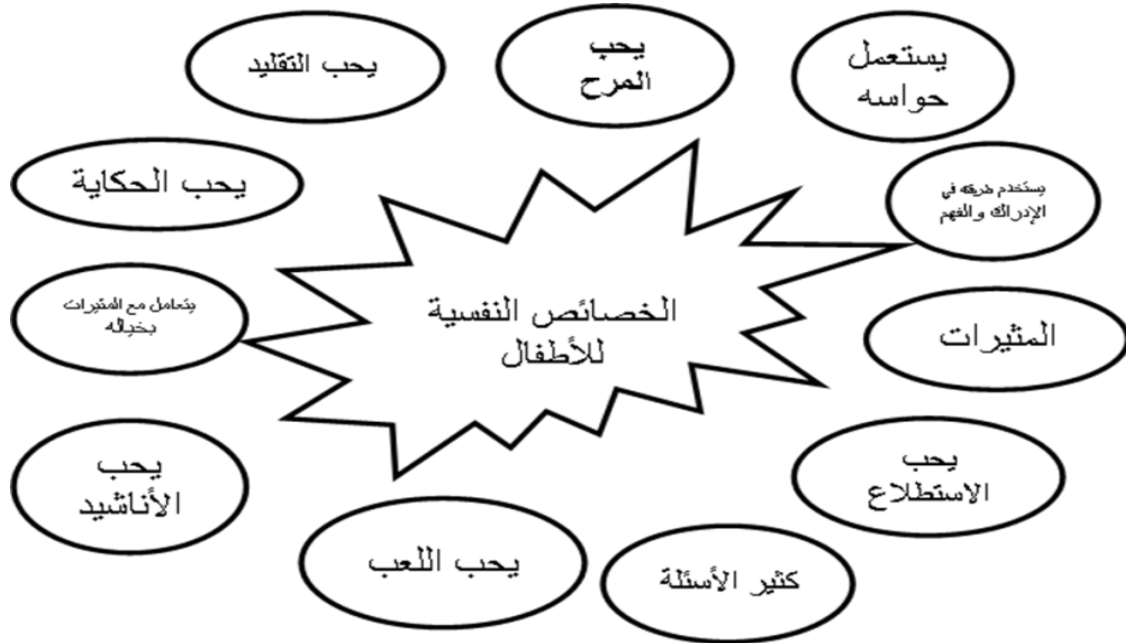 يستعمل
حواسه
يحب
المرح
يحب التقليد
يستخدم طريقته في
الإدراك والفهم
يحب الحكاية
الخصائص النفسية
للأطفال
المثيرات
يتعامل مع المثيرات
بخياله
يحب
الاستطلاع
يحب
الأناشيد
كثير الأسئلة
يحب اللعب